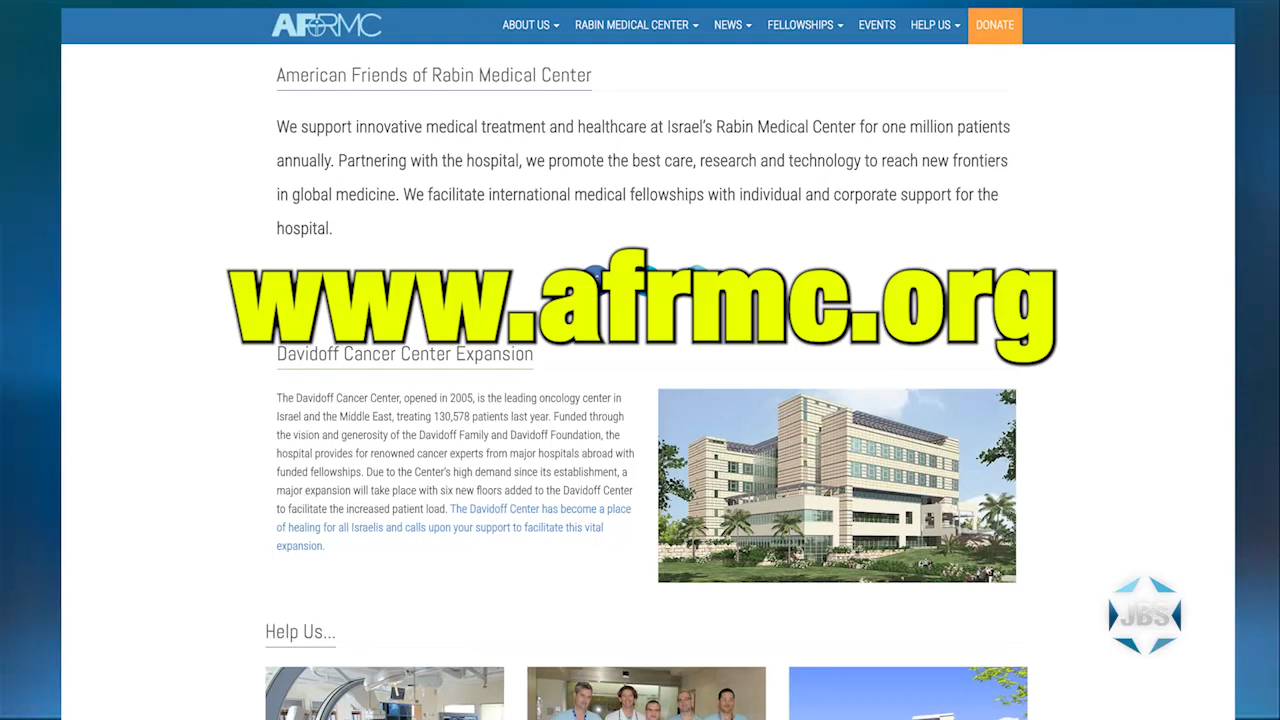 AFRMC
ABOUT US
RABIN MEDICAL CENTER
NEWS
FELLOWSHIPS
EVENTS
HELP US
DONATE
American Friends of Rabin Medical Center
We support innovative medical treatment and healthcare at Israel’s Rabin Medical Center for one million patients
annually. Partnering with the hospital, we promote the best care, research and technology to reach new frontiers
in global medicine. We facilitate international medical fellowships with individual and corporate support for the
hospital.
www.afrmc.org
Davidoff Cancer Center Expansion
The Davidoff Cancer Center, opened in 2005, is the leading oncology center in
Israel and the Middle East, treating 130,578 patients last year. Funded through
the vision and generosity of the Davidoff Family and Davidoff Foundation, the
hospital provides for renowned cancer experts from major hospitals abroad with
funded fellowships. Due to the Center’s high demand since its establishment, a
major expansion will take place with six new floors added to the Davidoff Center
to facilitate the increased patient load. The Davidoff Center has become a place
of healing for all Israelis and calls upon your support to facilitate this vital
expansion.
JBS
Help Us...